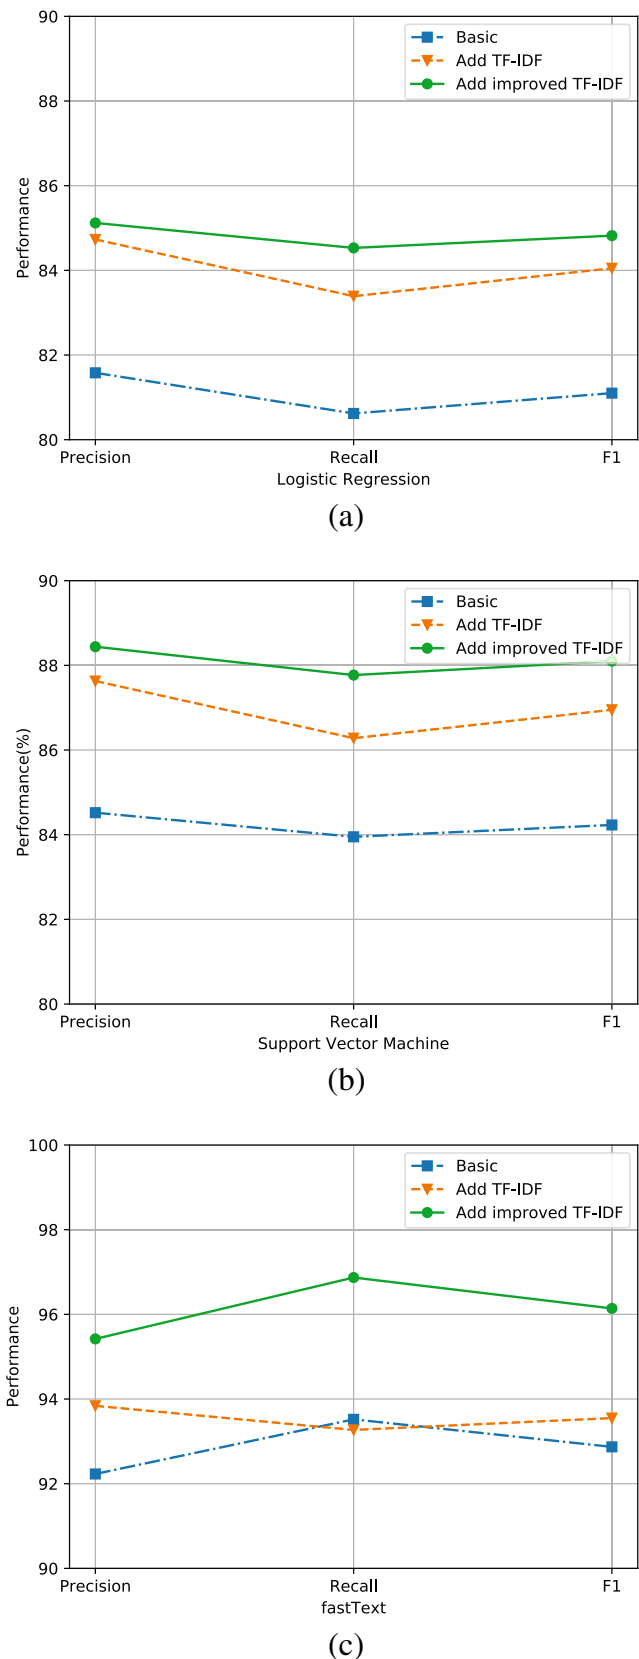 90
88
86
84
82
80
Performance
Basic
Add TF-IDF
Add improved TF-IDF
Precision
Recall
F1
Logistic Regression
(a)
90
88
86
84
82
80
Performance(%)
Basic
Add TF-IDF
Add improved TF-IDF
Precision
Recall
F1
Support Vector Machine
(b)
100
98
96
94
92
90
Performance
Basic
Add TF-IDF
Add improved TF-IDF
Precision
Recall
F1
fastText
(c)